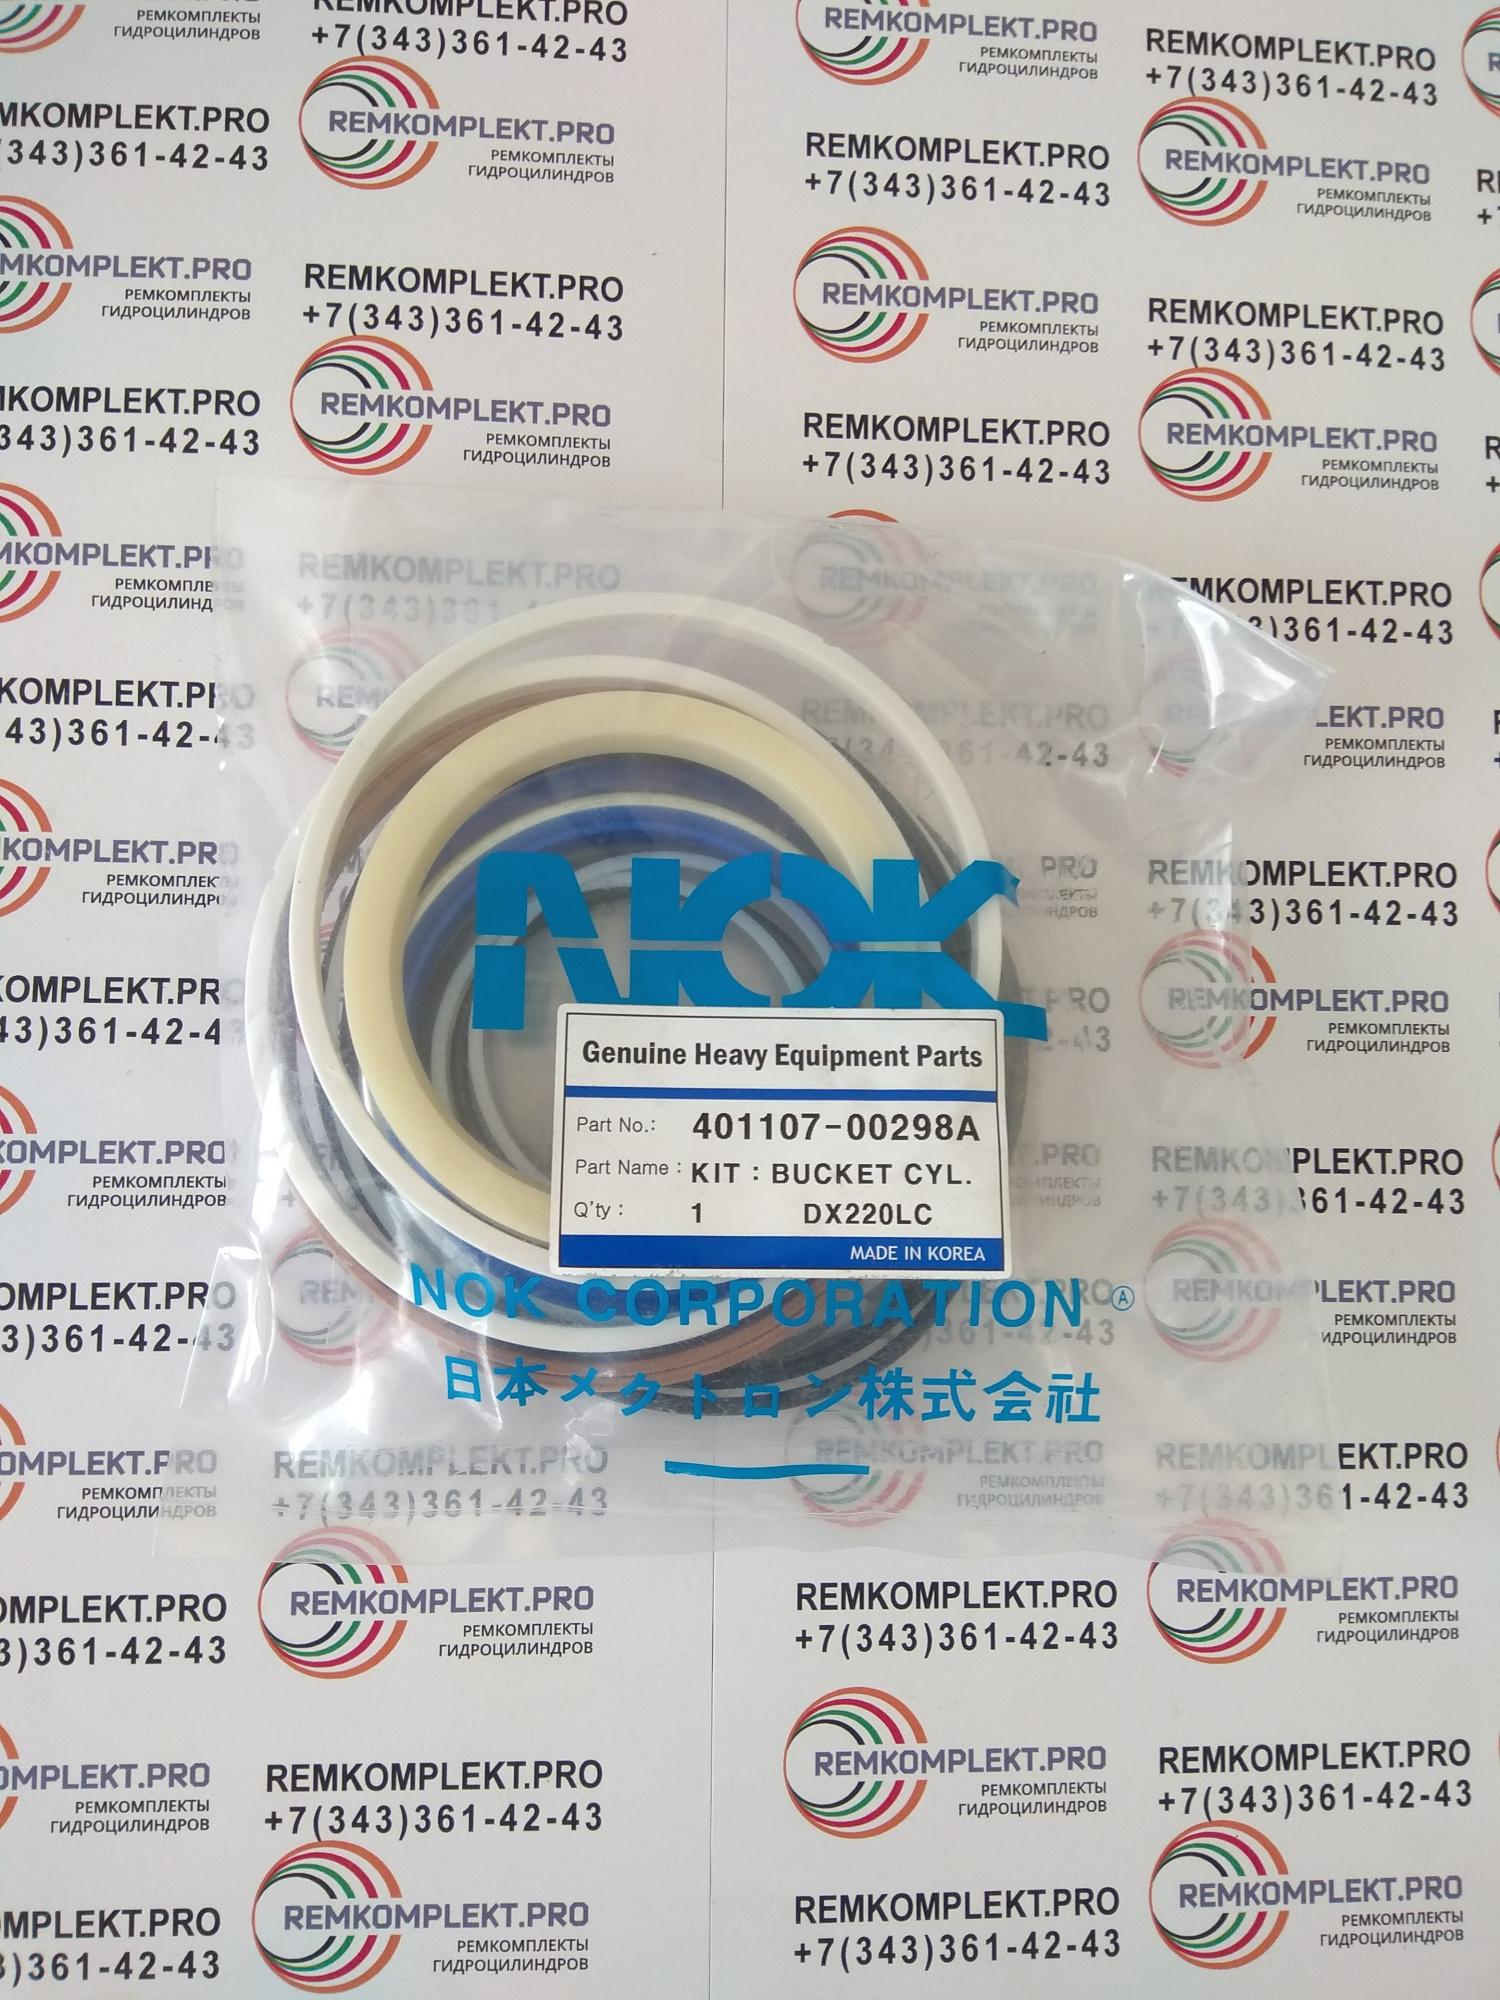 REMKOMPLEKT.PRO
+7(343)361-42-43
REMKOMPLEKT.PRO
РЕМКОМПЛЕКТЫ
ГИДРОЦИЛИНДРОВ
NOK
Genuine Heavy Equipment Parts
Part No.: 401107-00298A
Part Name : KIT : BUCKET CYL.
Q'ty : 1 DX220LC
MADE IN KOREA
NOK CORPORATION Ⓐ
日本メクトロン株式会社